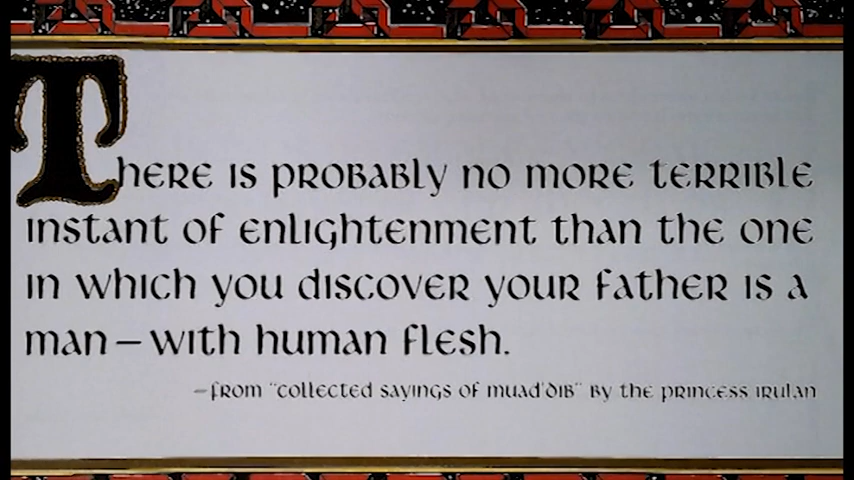 There is probably no more terrible
instant of enlightenment than the one
in which you discover your father is a
man—with human flesh.
—from "collected sayings of muad'dib" by the princess irulan